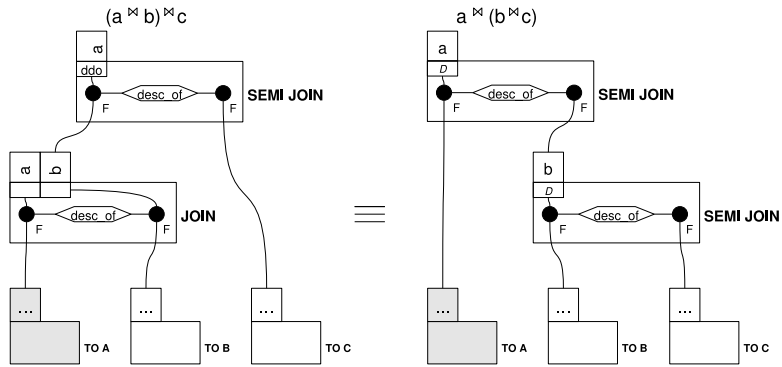 (a ⋈ b) ⋈ c
a
ddo
desc_of
F
F
SEMI JOIN
a
b
desc_of
F
F
JOIN
...
...
...
TO A
TO B
TO C
a ⋈ (b ⋈ c)
a
D
desc_of
F
F
SEMI JOIN
b
D
desc_of
F
F
SEMI JOIN
...
...
...
TO A
TO B
TO C